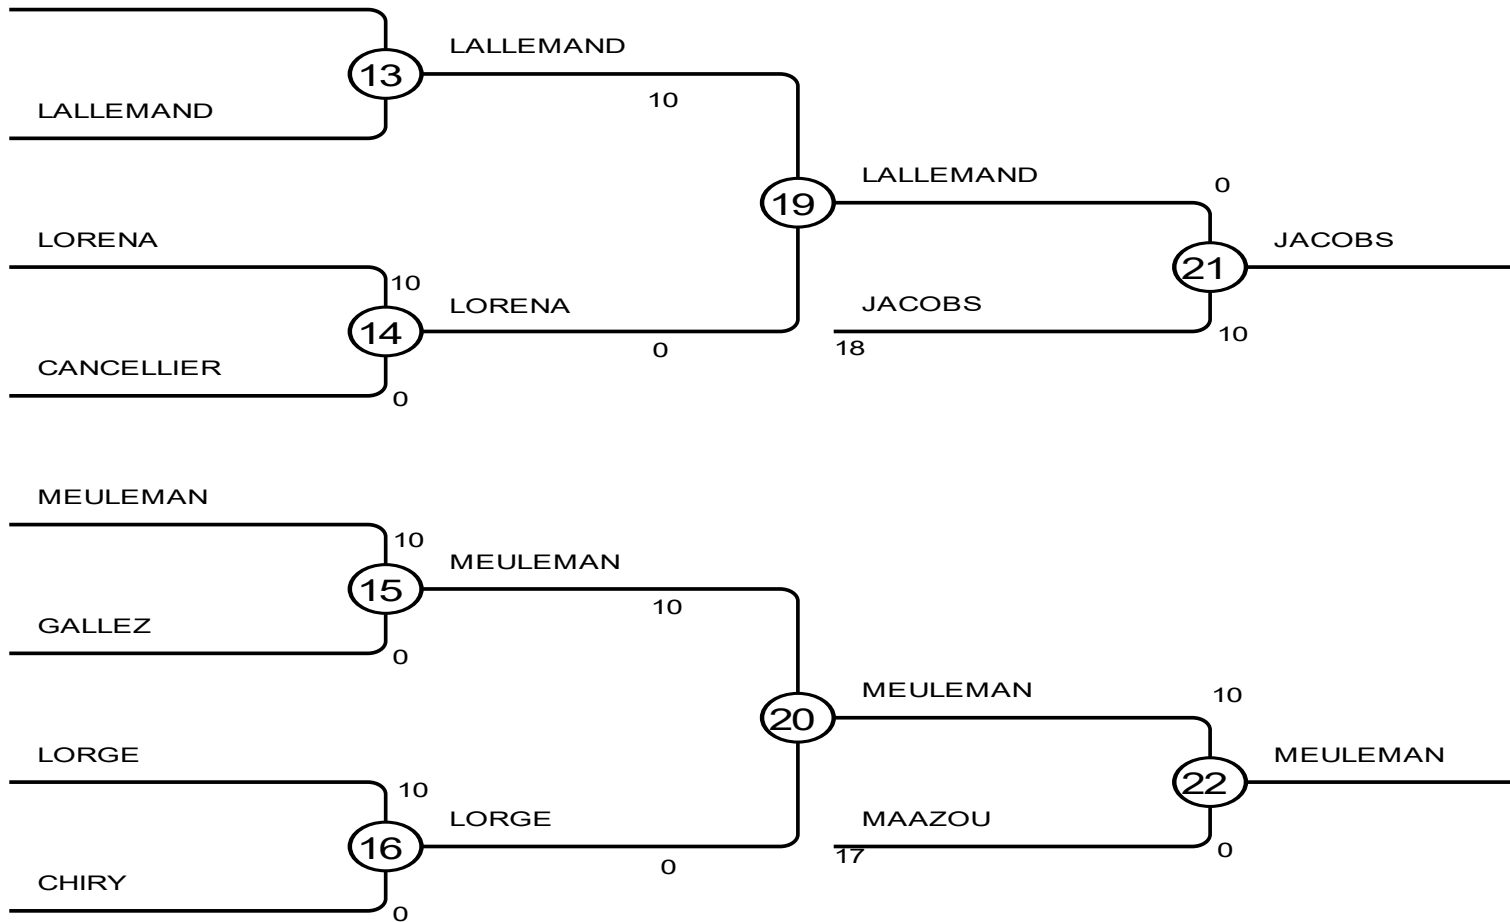 LALLEMAND
13
10
LALLEMAND
LALLEMAND
0
19
LORENA
JACOBS
21
10
LORENA
JACOBS
14
18
10
0
CANCELLIER
0
MEULEMAN
10
MEULEMAN
15
10
GALLEZ
0
MEULEMAN
10
20
LORGE
MEULEMAN
22
10
LORGE
MAAZOU
16
17
0
0
CHIRY
0